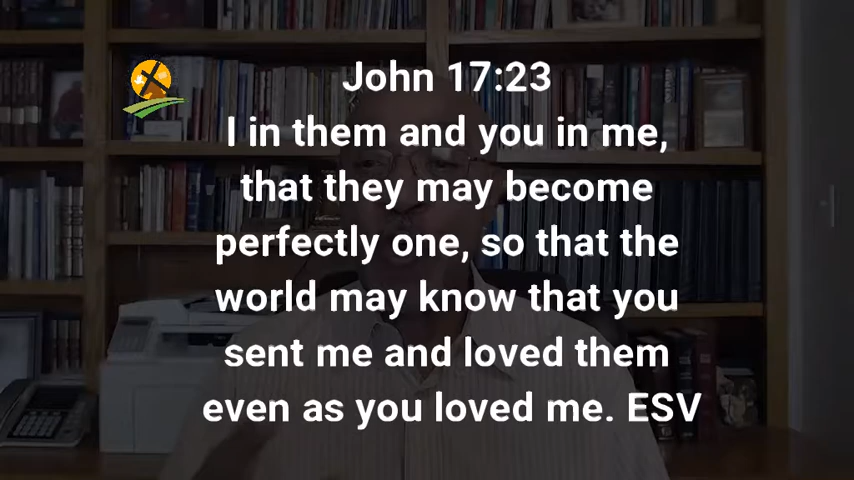 John 17:23
I in them and you in me,
that they may become
perfectly one, so that the
world may know that you
sent me and loved them
even as you loved me. ESV